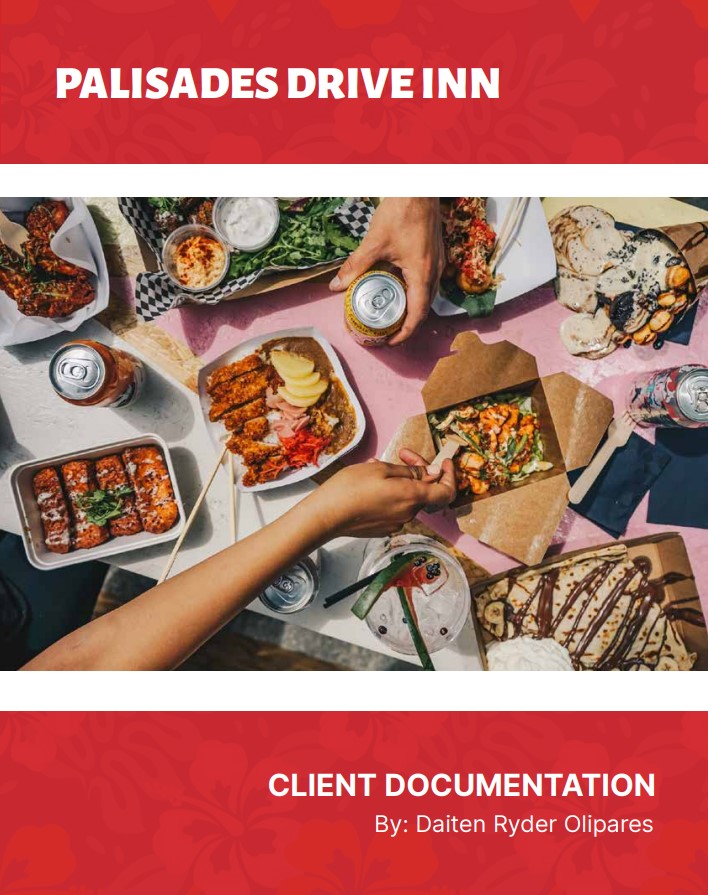 PALISADES DRIVE INN
CLIENT DOCUMENTATION
By: Daiten Ryder Olipares